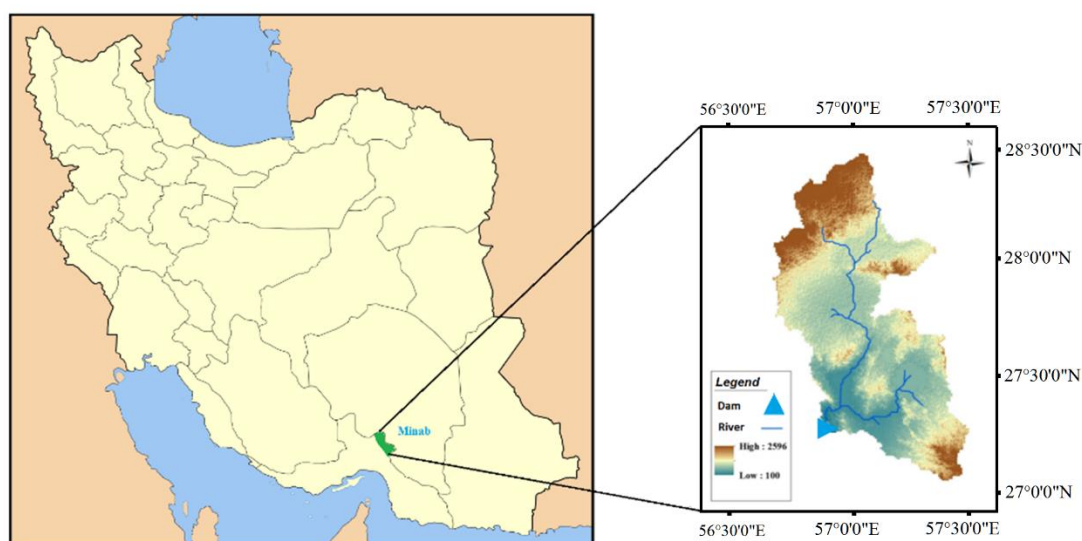 Minab
56°30'0"E
57°0'0"E
57°30'0"E
N
28°30'0"N
28°0'0"N
27°30'0"N
27°0'0"N
Legend
Dam
River
High : 2596
Low : 100
56°30'0"E
57°0'0"E
57°30'0"E